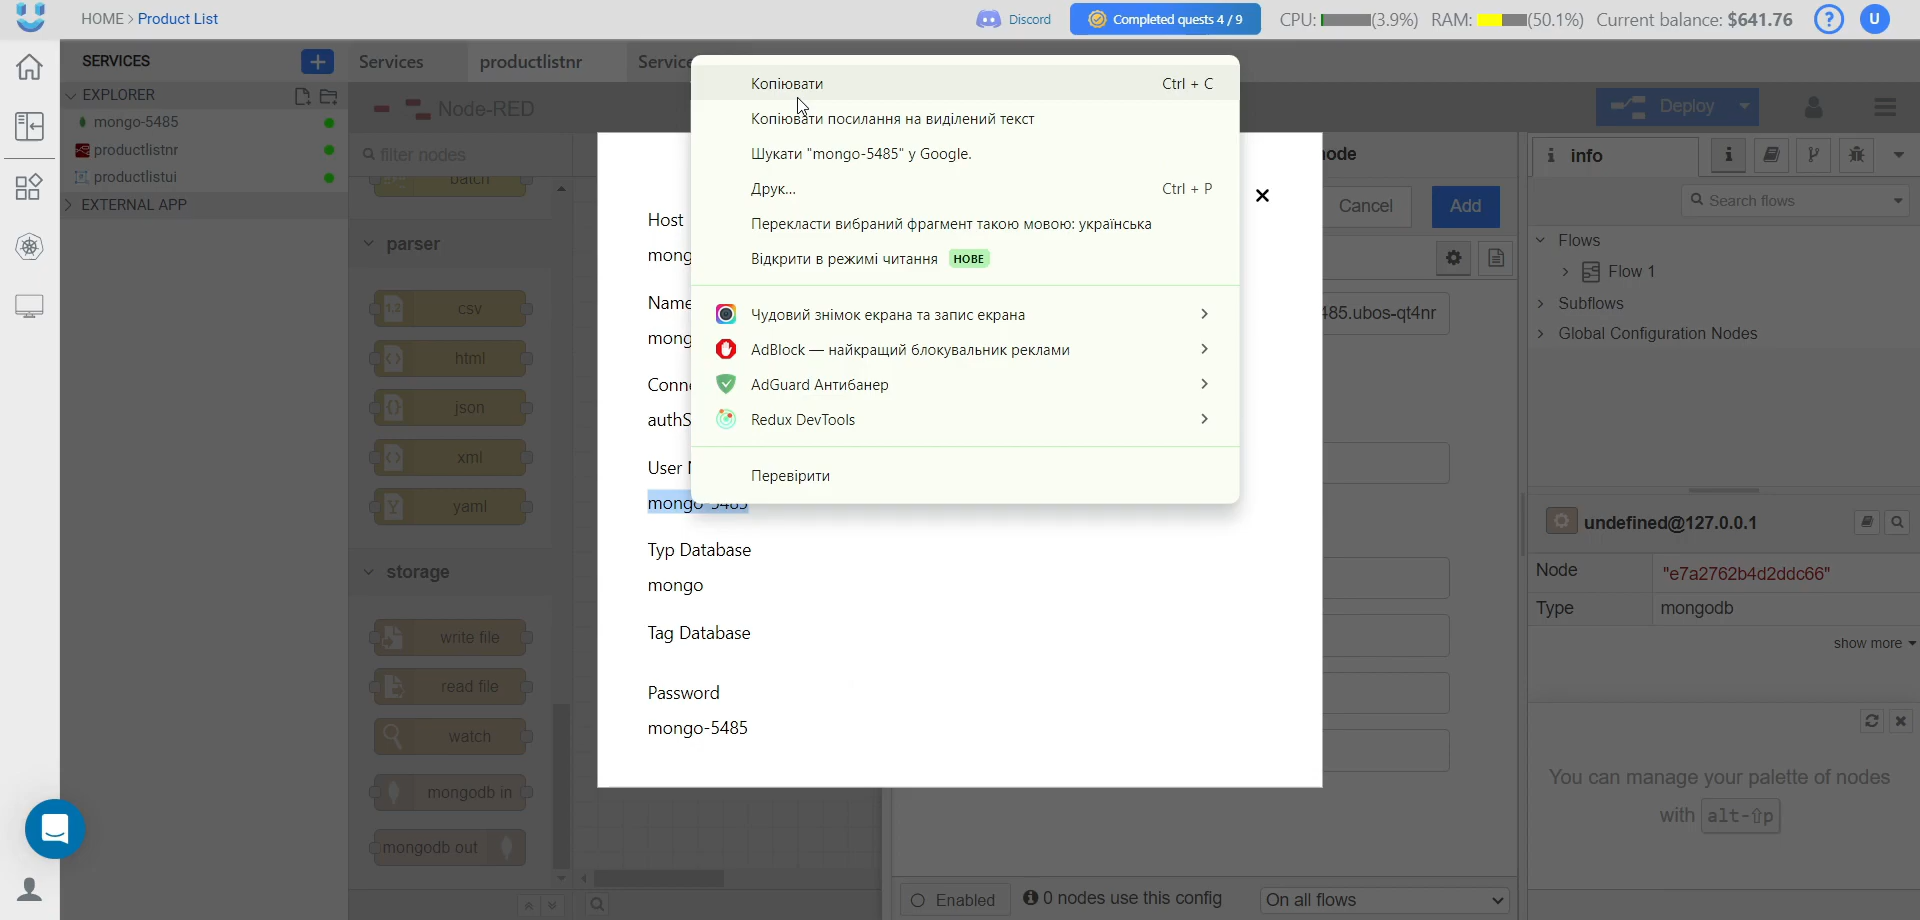 HOME > Product List
Discord
Completed quests 4 / 9
CPU: (3.9%) RAM: (50.1%) Current balance: $641.76
?
U
SERVICES
+
Services
productlistnr
Service
EXPLORER
mongo-5485
productlistnr
productlistui
EXTERNAL APP
Node-RED
Deploy
filter nodes
batch
parser
csv
html
json
xml
yaml
storage
write file
read file
watch
mongodb in
mongodb out
Копіювати Ctrl + C
Копіювати посилання на виділений текст
Шукати "mongo-5485" у Google.
Друк... Ctrl + P
Перекласти вибраний фрагмент такою мовою: українська
Відкрити в режимі читання НОВЕ
Чудовий знімок екрана та запис екрана
AdBlock — найкращий блокувальник реклами
AdGuard Антибанер
Redux DevTools
Перевірити
Host
mong
Name
mong
Conne
authS
User N
mongo-5485
Typ Database
mongo
Tag Database
Password
mongo-5485
node
Cancel
Add
485.ubos-qt4nr
Enabled
0 nodes use this config
On all flows
info
Search flows
Flows
Flow 1
Subflows
Global Configuration Nodes
undefined@127.0.0.1
Node "e7a2762b4d2ddc66"
Type mongodb
show more
You can manage your palette of nodes
with alt-⇧p